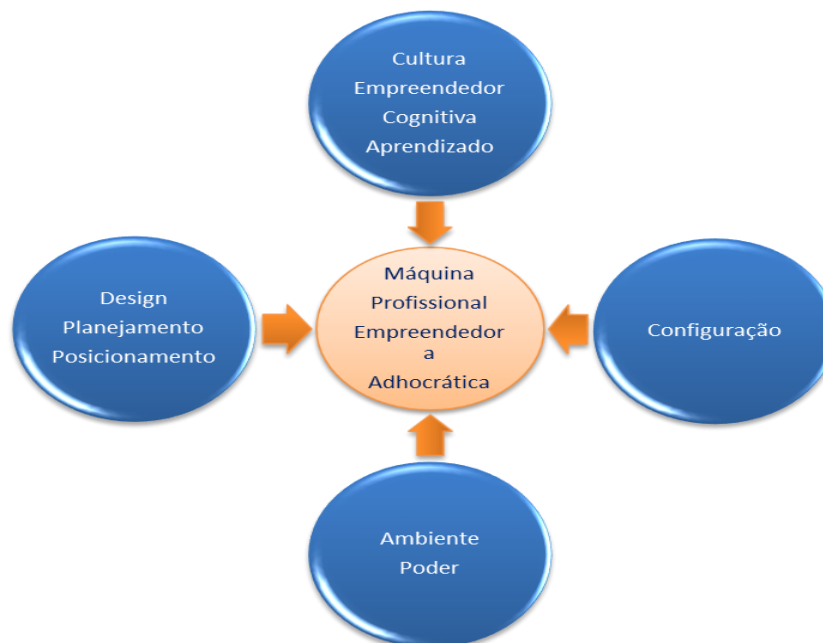 Cultura
Empreendedor
Cognitiva
Aprendizado
Design
Planejamento
Posicionamento
Máquina
Profissional
Empreendedor
a
Adhocrática
Configuração
Ambiente
Poder